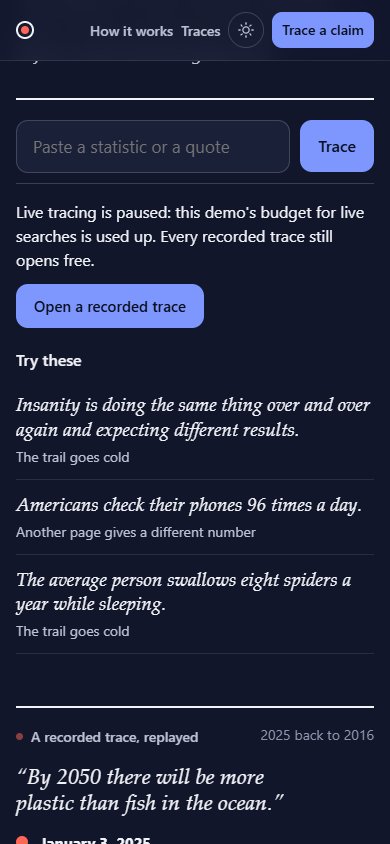 How it works Traces Trace a claim
Paste a statistic or a quote Trace
Live tracing is paused: this demo's budget for live
searches is used up. Every recorded trace still
opens free.
Open a recorded trace
Try these
Insanity is doing the same thing over and over
again and expecting different results.
The trail goes cold
Americans check their phones 96 times a day.
Another page gives a different number
The average person swallows eight spiders a
year while sleeping.
The trail goes cold
A recorded trace, replayed 2025 back to 2016
“By 2050 there will be more
plastic than fish in the ocean.”
January 3, 2025